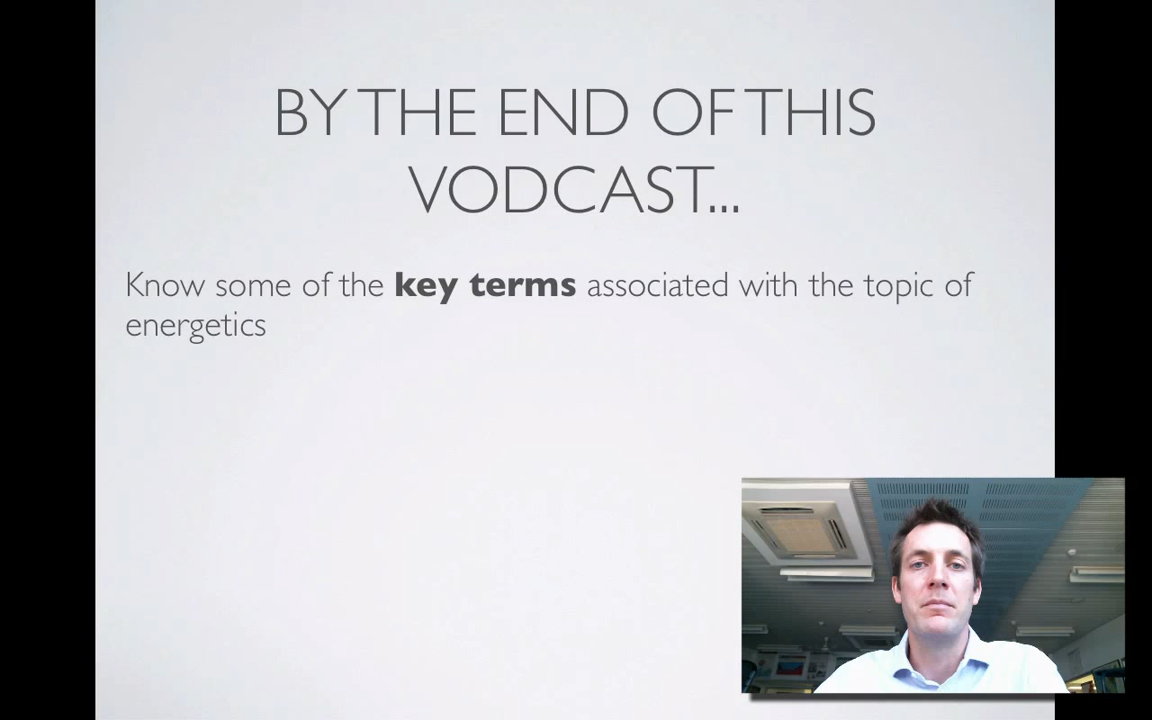 BY THE END OF THIS
VODCAST...
Know some of the key terms associated with the topic of
energetics